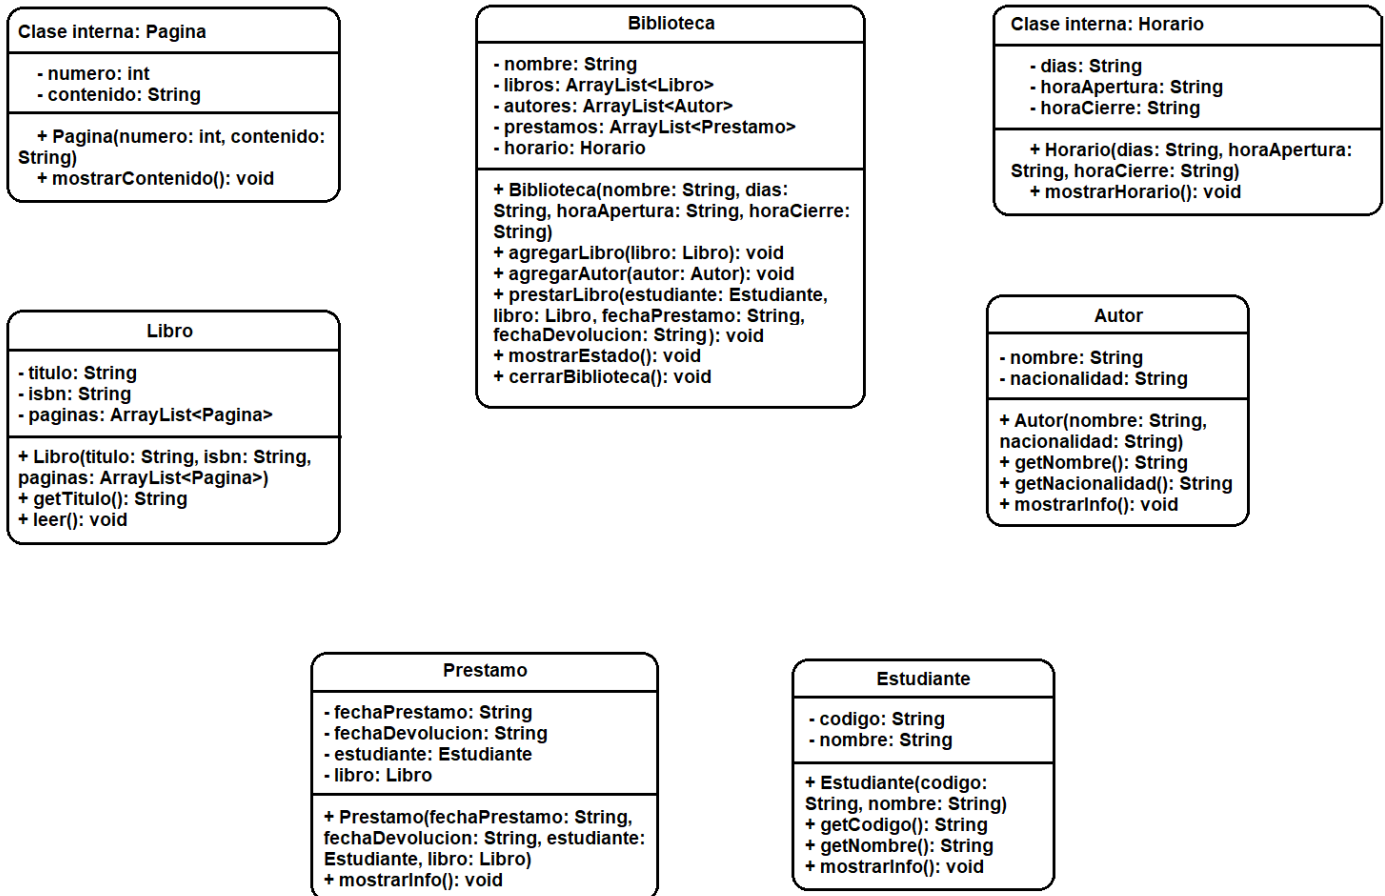 Clase interna: Pagina
- numero: int
- contenido: String
+ Pagina(numero: int, contenido:
String)
+ mostrarContenido(): void
Biblioteca
- nombre: String
- libros: ArrayList<Libro>
- autores: ArrayList<Autor>
- prestamos: ArrayList<Prestamo>
- horario: Horario
+ Biblioteca(nombre: String, dias:
String, horaApertura: String, horaCierre:
String)
+ agregarLibro(libro: Libro): void
+ agregarAutor(autor: Autor): void
+ prestarLibro(estudiante: Estudiante,
libro: Libro, fechaPrestamo: String,
fechaDevolucion: String): void
+ mostrarEstado(): void
+ cerrarBiblioteca(): void
Clase interna: Horario
- dias: String
- horaApertura: String
- horaCierre: String
+ Horario(dias: String, horaApertura:
String, horaCierre: String)
+ mostrarHorario(): void
Libro
- titulo: String
- isbn: String
- paginas: ArrayList<Pagina>
+ Libro(titulo: String, isbn: String,
paginas: ArrayList<Pagina>)
+ getTitulo(): String
+ leer(): void
Autor
- nombre: String
- nacionalidad: String
+ Autor(nombre: String,
nacionalidad: String)
+ getNombre(): String
+ getNacionalidad(): String
+ mostrarInfo(): void
Prestamo
- fechaPrestamo: String
- fechaDevolucion: String
- estudiante: Estudiante
- libro: Libro
+ Prestamo(fechaPrestamo: String,
fechaDevolucion: String, estudiante:
Estudiante, libro: Libro)
+ mostrarInfo(): void
Estudiante
- codigo: String
- nombre: String
+ Estudiante(codigo:
String, nombre: String)
+ getCodigo(): String
+ getNombre(): String
+ mostrarInfo(): void